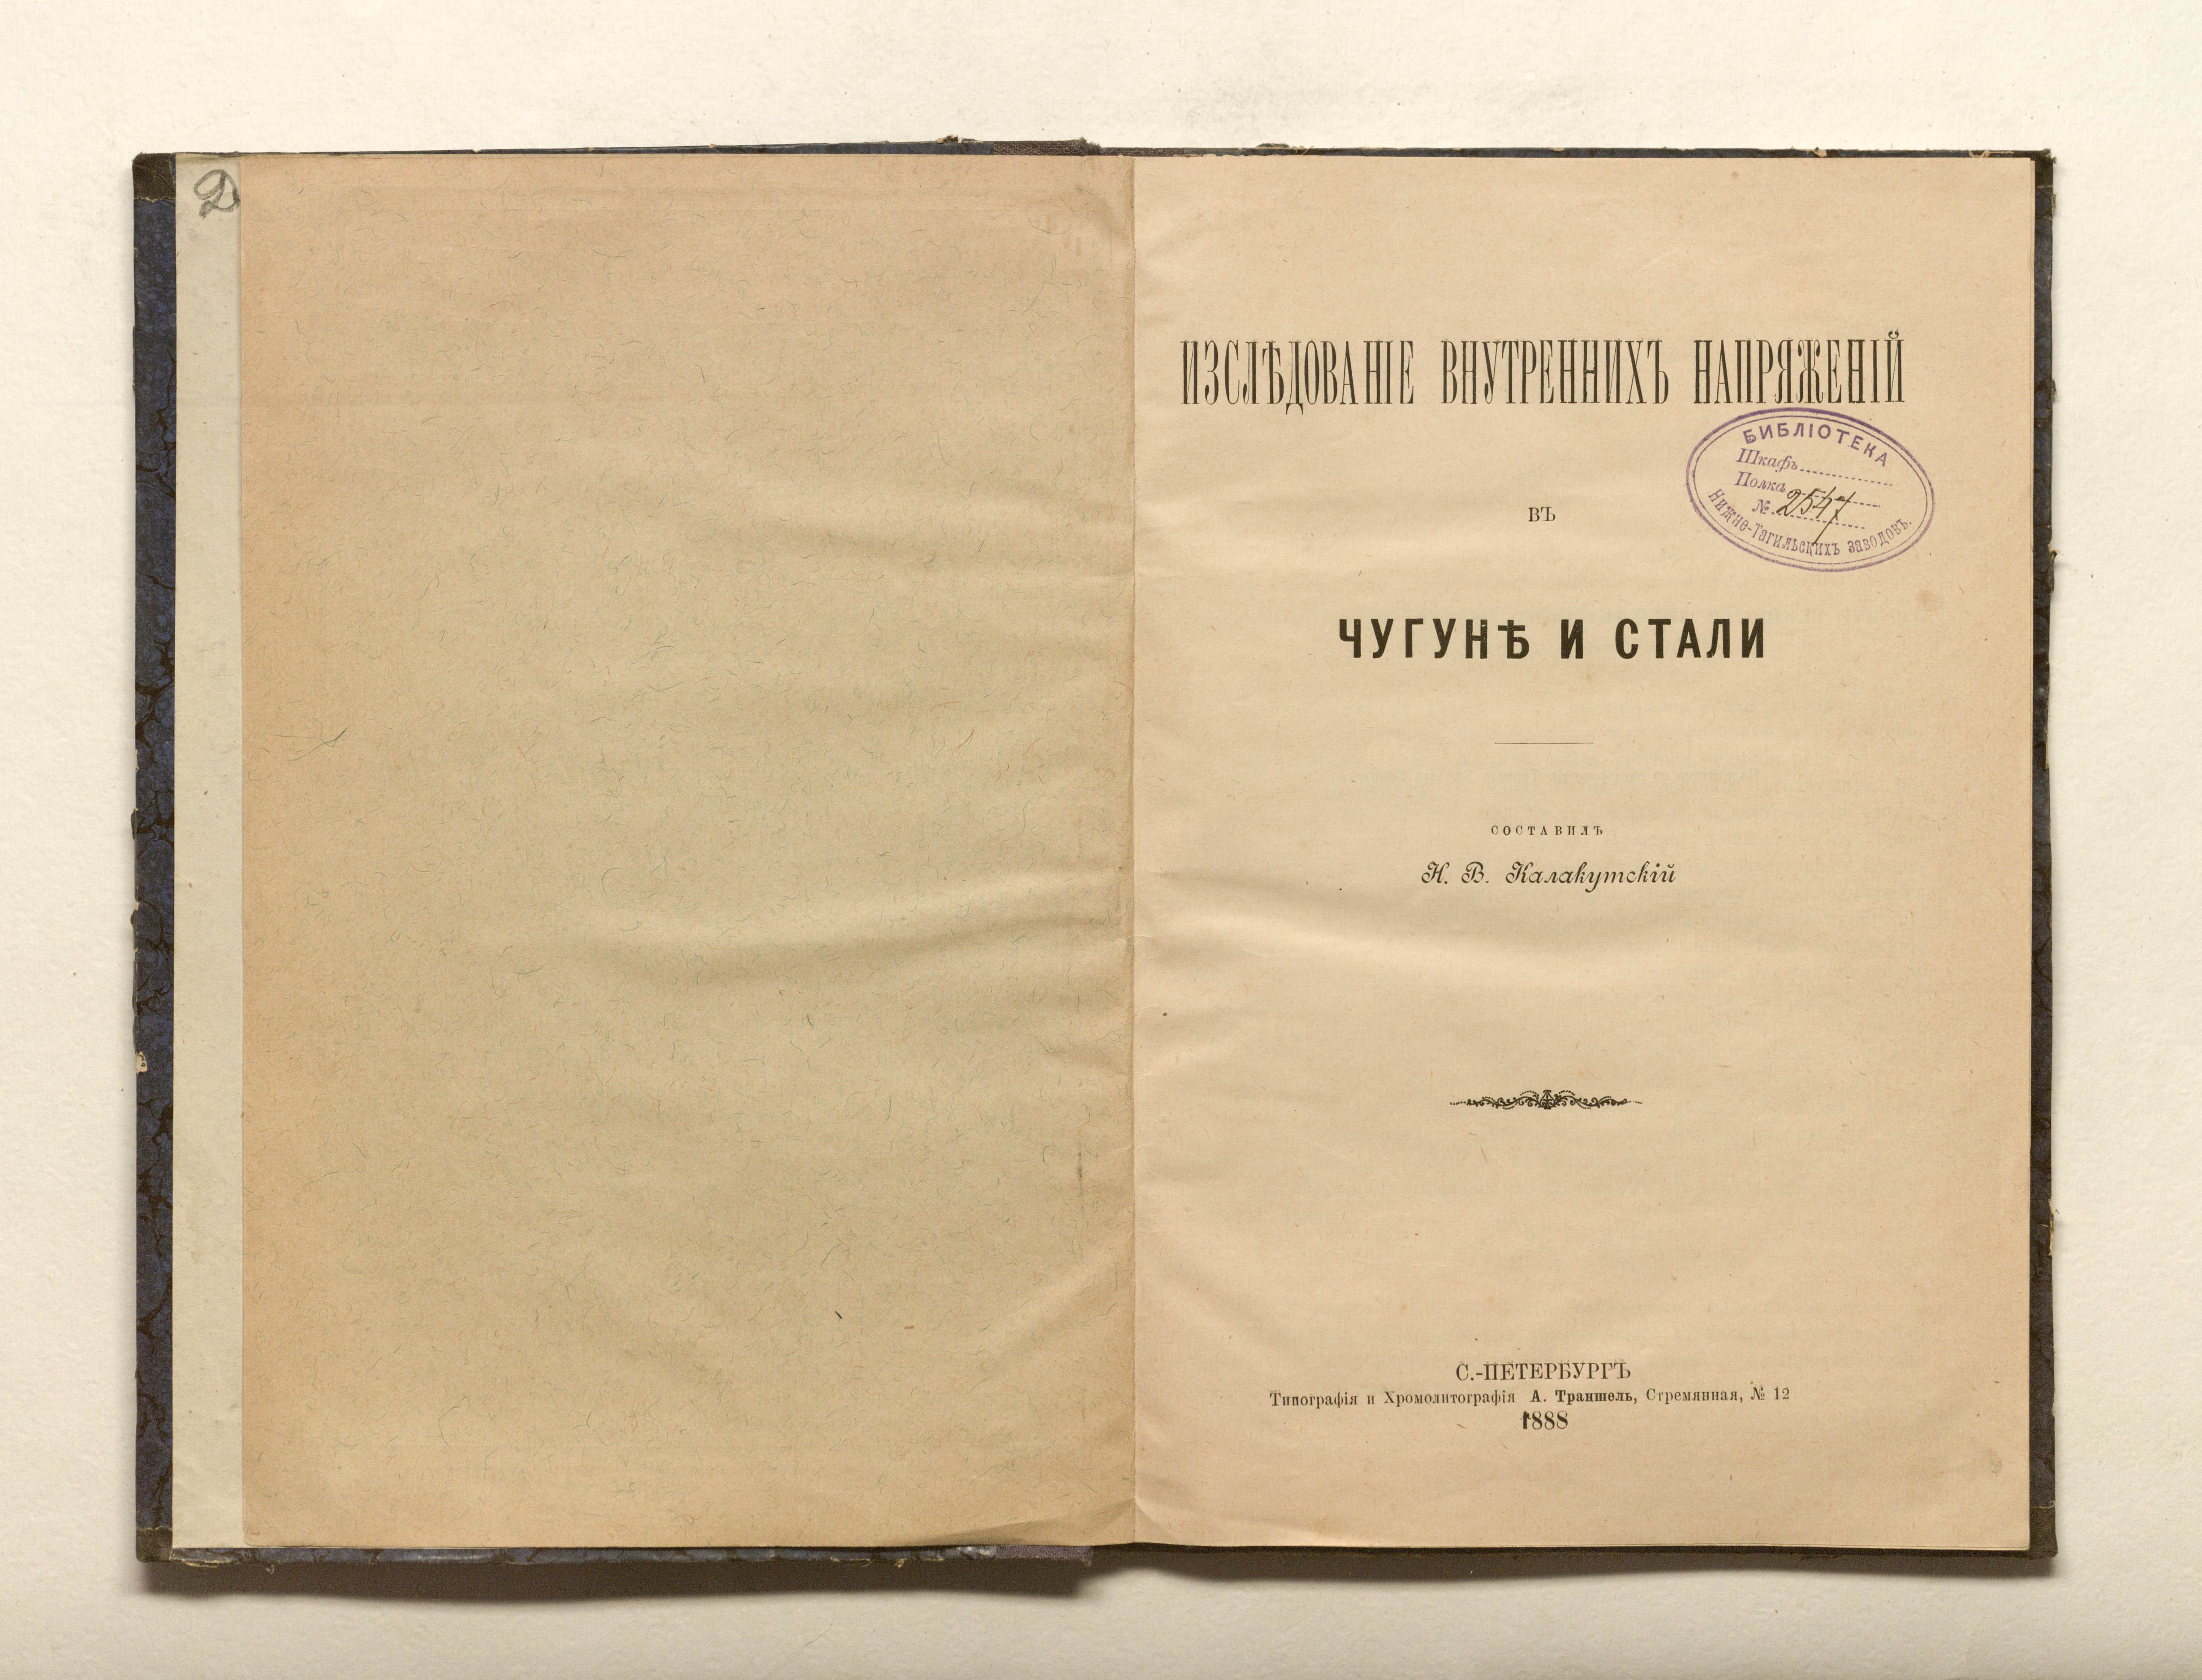 Д
ИЗСЛѢДОВАНІЕ ВНУТРЕННИХЪ НАПРЯЖЕНІЙ
БИБЛІОТЕКА
Шкафъ
Полка
№ 2547
Нижне-Тагильскихъ заводовъ.
ВЪ
ЧУГУНѢ И СТАЛИ
СОСТАВИЛЪ
Н. В. Калакутскій
С.-ПЕТЕРБУРГЪ
Типографія и Хромолитографія А. Траншель, Стремянная, № 12
1888